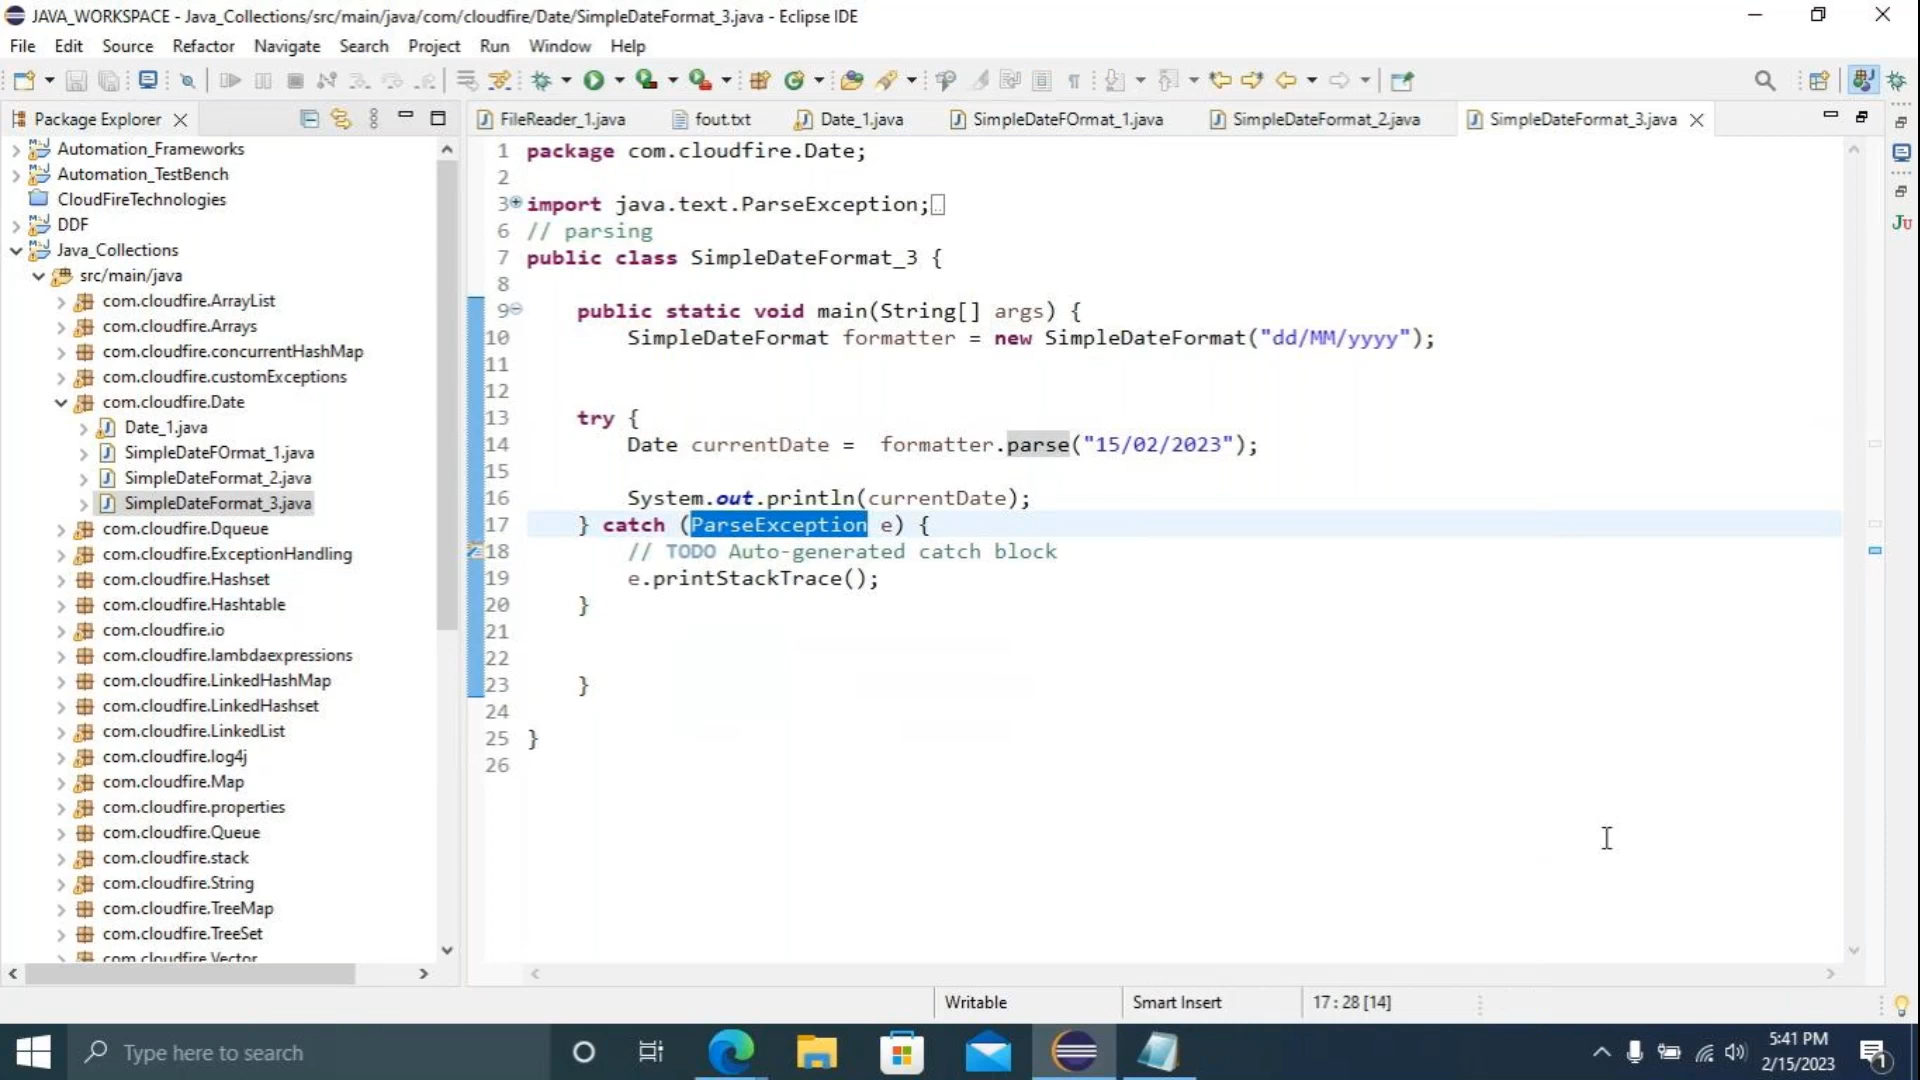 JAVA_WORKSPACE - Java_Collections/src/main/java/com/cloudfire/Date/SimpleDateFormat_3.java - Eclipse IDE
File Edit Source Refactor Navigate Search Project Run Window Help
Package Explorer
FileReader_1.java fout.txt Date_1.java SimpleDateFOrmat_1.java SimpleDateFormat_2.java SimpleDateFormat_3.java
Automation_Frameworks
Automation_TestBench
CloudFireTechnologies
DDF
Java_Collections
src/main/java
com.cloudfire.ArrayList
com.cloudfire.Arrays
com.cloudfire.concurrentHashMap
com.cloudfire.customExceptions
com.cloudfire.Date
Date_1.java
SimpleDateFOrmat_1.java
SimpleDateFormat_2.java
SimpleDateFormat_3.java
com.cloudfire.Dqueue
com.cloudfire.ExceptionHandling
com.cloudfire.Hashset
com.cloudfire.Hashtable
com.cloudfire.io
com.cloudfire.lambdaexpressions
com.cloudfire.LinkedHashMap
com.cloudfire.LinkedHashset
com.cloudfire.LinkedList
com.cloudfire.log4j
com.cloudfire.Map
com.cloudfire.properties
com.cloudfire.Queue
com.cloudfire.stack
com.cloudfire.String
com.cloudfire.TreeMap
com.cloudfire.TreeSet
com.cloudfire.Vector
1 package com.cloudfire.Date;
2
3 import java.text.ParseException;
6 // parsing
7 public class SimpleDateFormat_3 {
8
9 public static void main(String[] args) {
10 SimpleDateFormat formatter = new SimpleDateFormat("dd/MM/yyyy");
11
12
13 try {
14 Date currentDate = formatter.parse("15/02/2023");
15
16 System.out.println(currentDate);
17 } catch (ParseException e) {
18 // TODO Auto-generated catch block
19 e.printStackTrace();
20 }
21
22
23 }
24
25 }
26
Ju
Writable Smart Insert 17 : 28 [14]
Type here to search
5:41 PM
2/15/2023
1